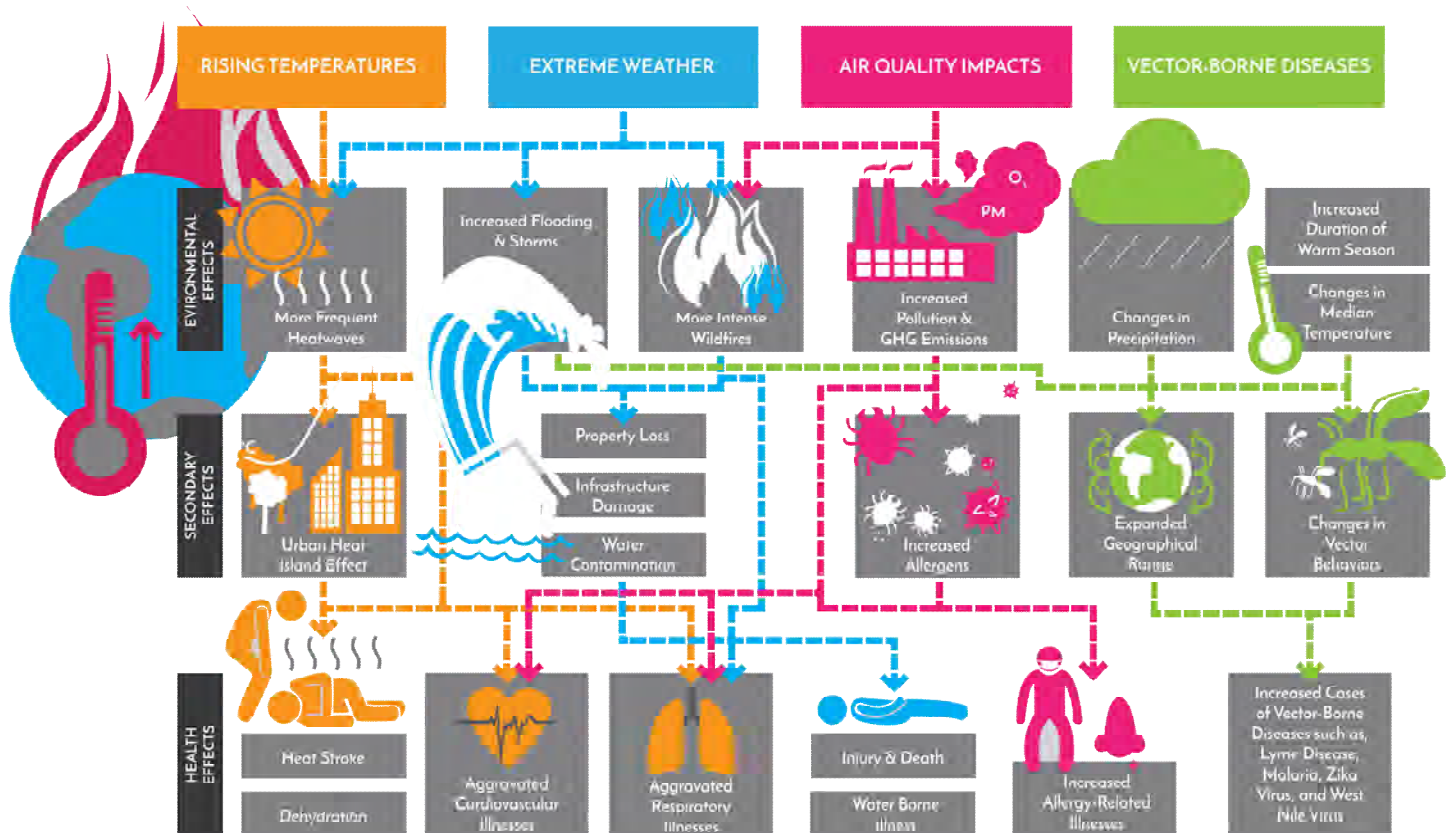 RISING TEMPERATURES
EXTREME WEATHER
AIR QUALITY IMPACTS
VECTOR-BORNE DISEASES
EVIRONMENTAL
EFFECTS
More Frequent
Heatwaves
Increased Flooding
& Storms
More Intense
Wildfires
O₃
PM
Increased
Pollution &
GHG Emissions
Changes in
Precipitation
Increased
Duration of
Warm Season
Changes in
Median
Temperature
SECONDARY
EFFECTS
Urban Heat
Island Effect
Property Loss
Infrastructure
Damage
Water
Contamination
Increased
Allergens
Expanded
Geographical
Range
Changes in
Vector
Behaviors
HEALTH
EFFECTS
Heat Stroke
Dehydration
Aggravated
Cardiovascular
Illnesses
Aggravated
Respiratory
Illnesses
Injury & Death
Water Borne
Illness
Increased
Allergy-Related
Illnesses
Increased Cases
of Vector-Borne
Diseases such as,
Lyme Disease,
Malaria, Zika
Virus, and West
Nile Virus